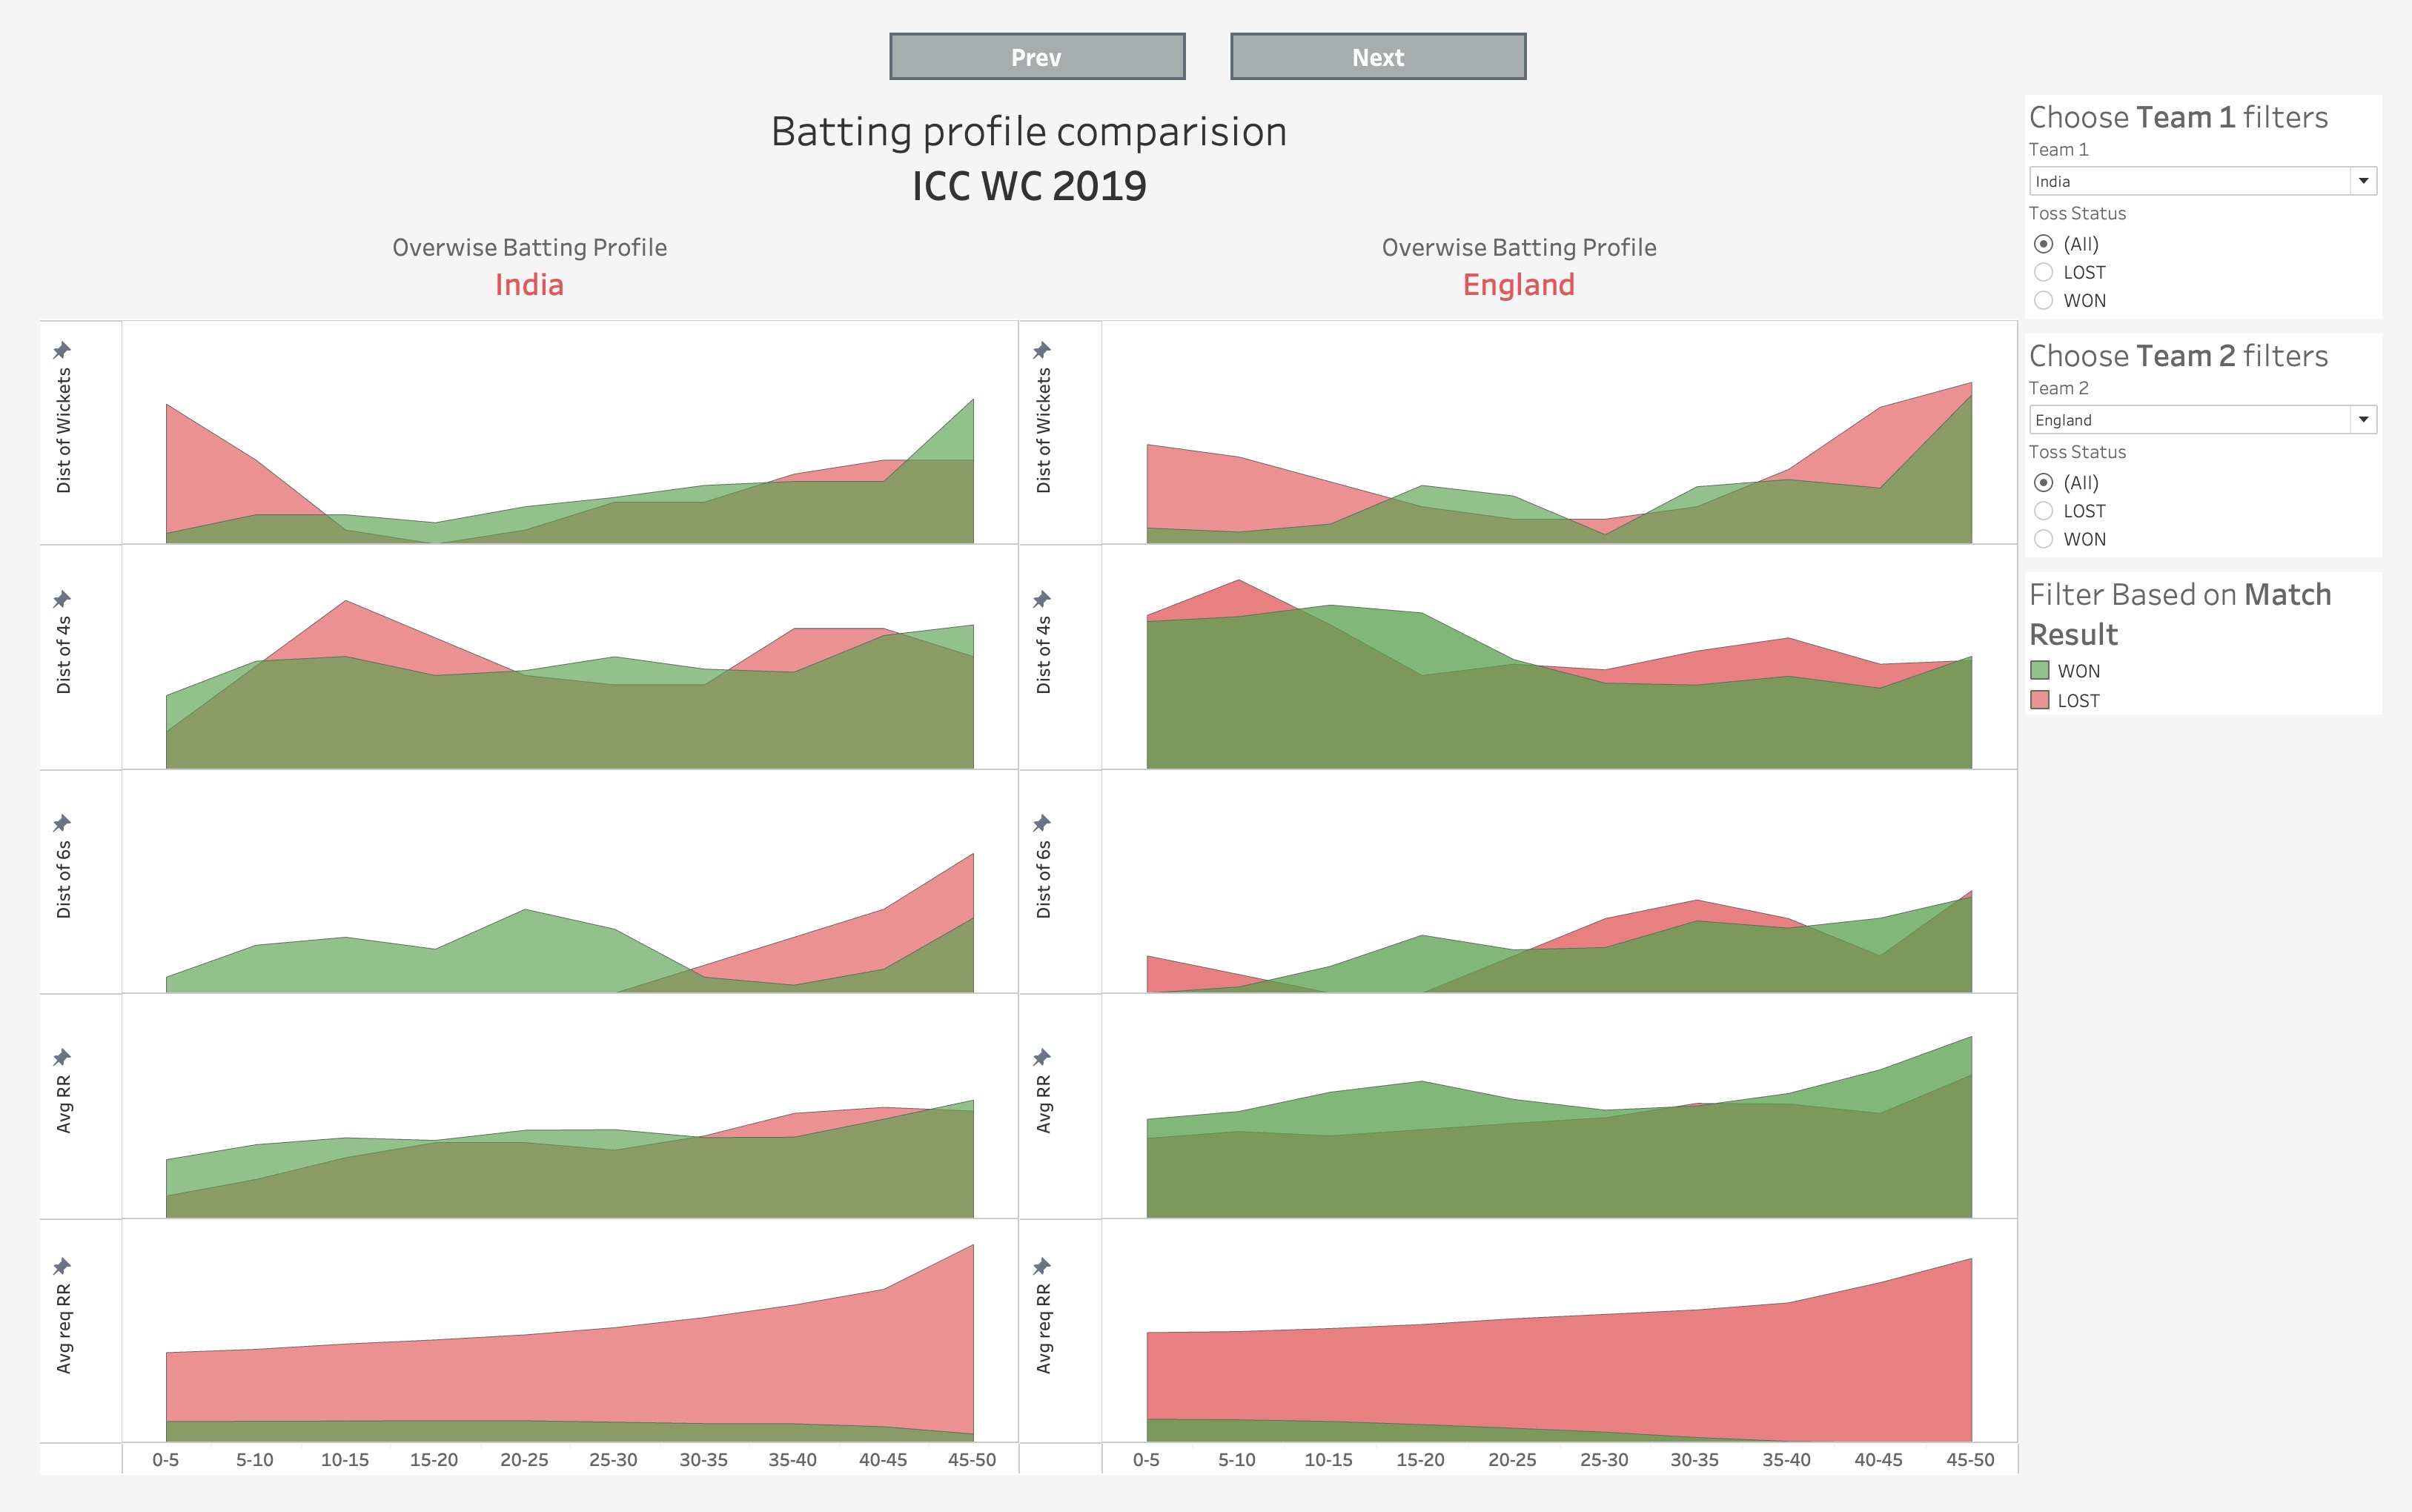 Prev
Next
Batting profile comparision
ICC WC 2019
Overwise Batting Profile
India
Overwise Batting Profile
England
Dist of Wickets
Dist of 4s
Dist of 6s
Avg RR
Avg req RR
0-5 5-10 10-15 15-20 20-25 25-30 30-35 35-40 40-45 45-50
Dist of Wickets
Dist of 4s
Dist of 6s
Avg RR
Avg req RR
0-5 5-10 10-15 15-20 20-25 25-30 30-35 35-40 40-45 45-50
Choose Team 1 filters
Team 1
India
Toss Status
(All)
LOST
WON
Choose Team 2 filters
Team 2
England
Toss Status
(All)
LOST
WON
Filter Based on Match
Result
WON
LOST